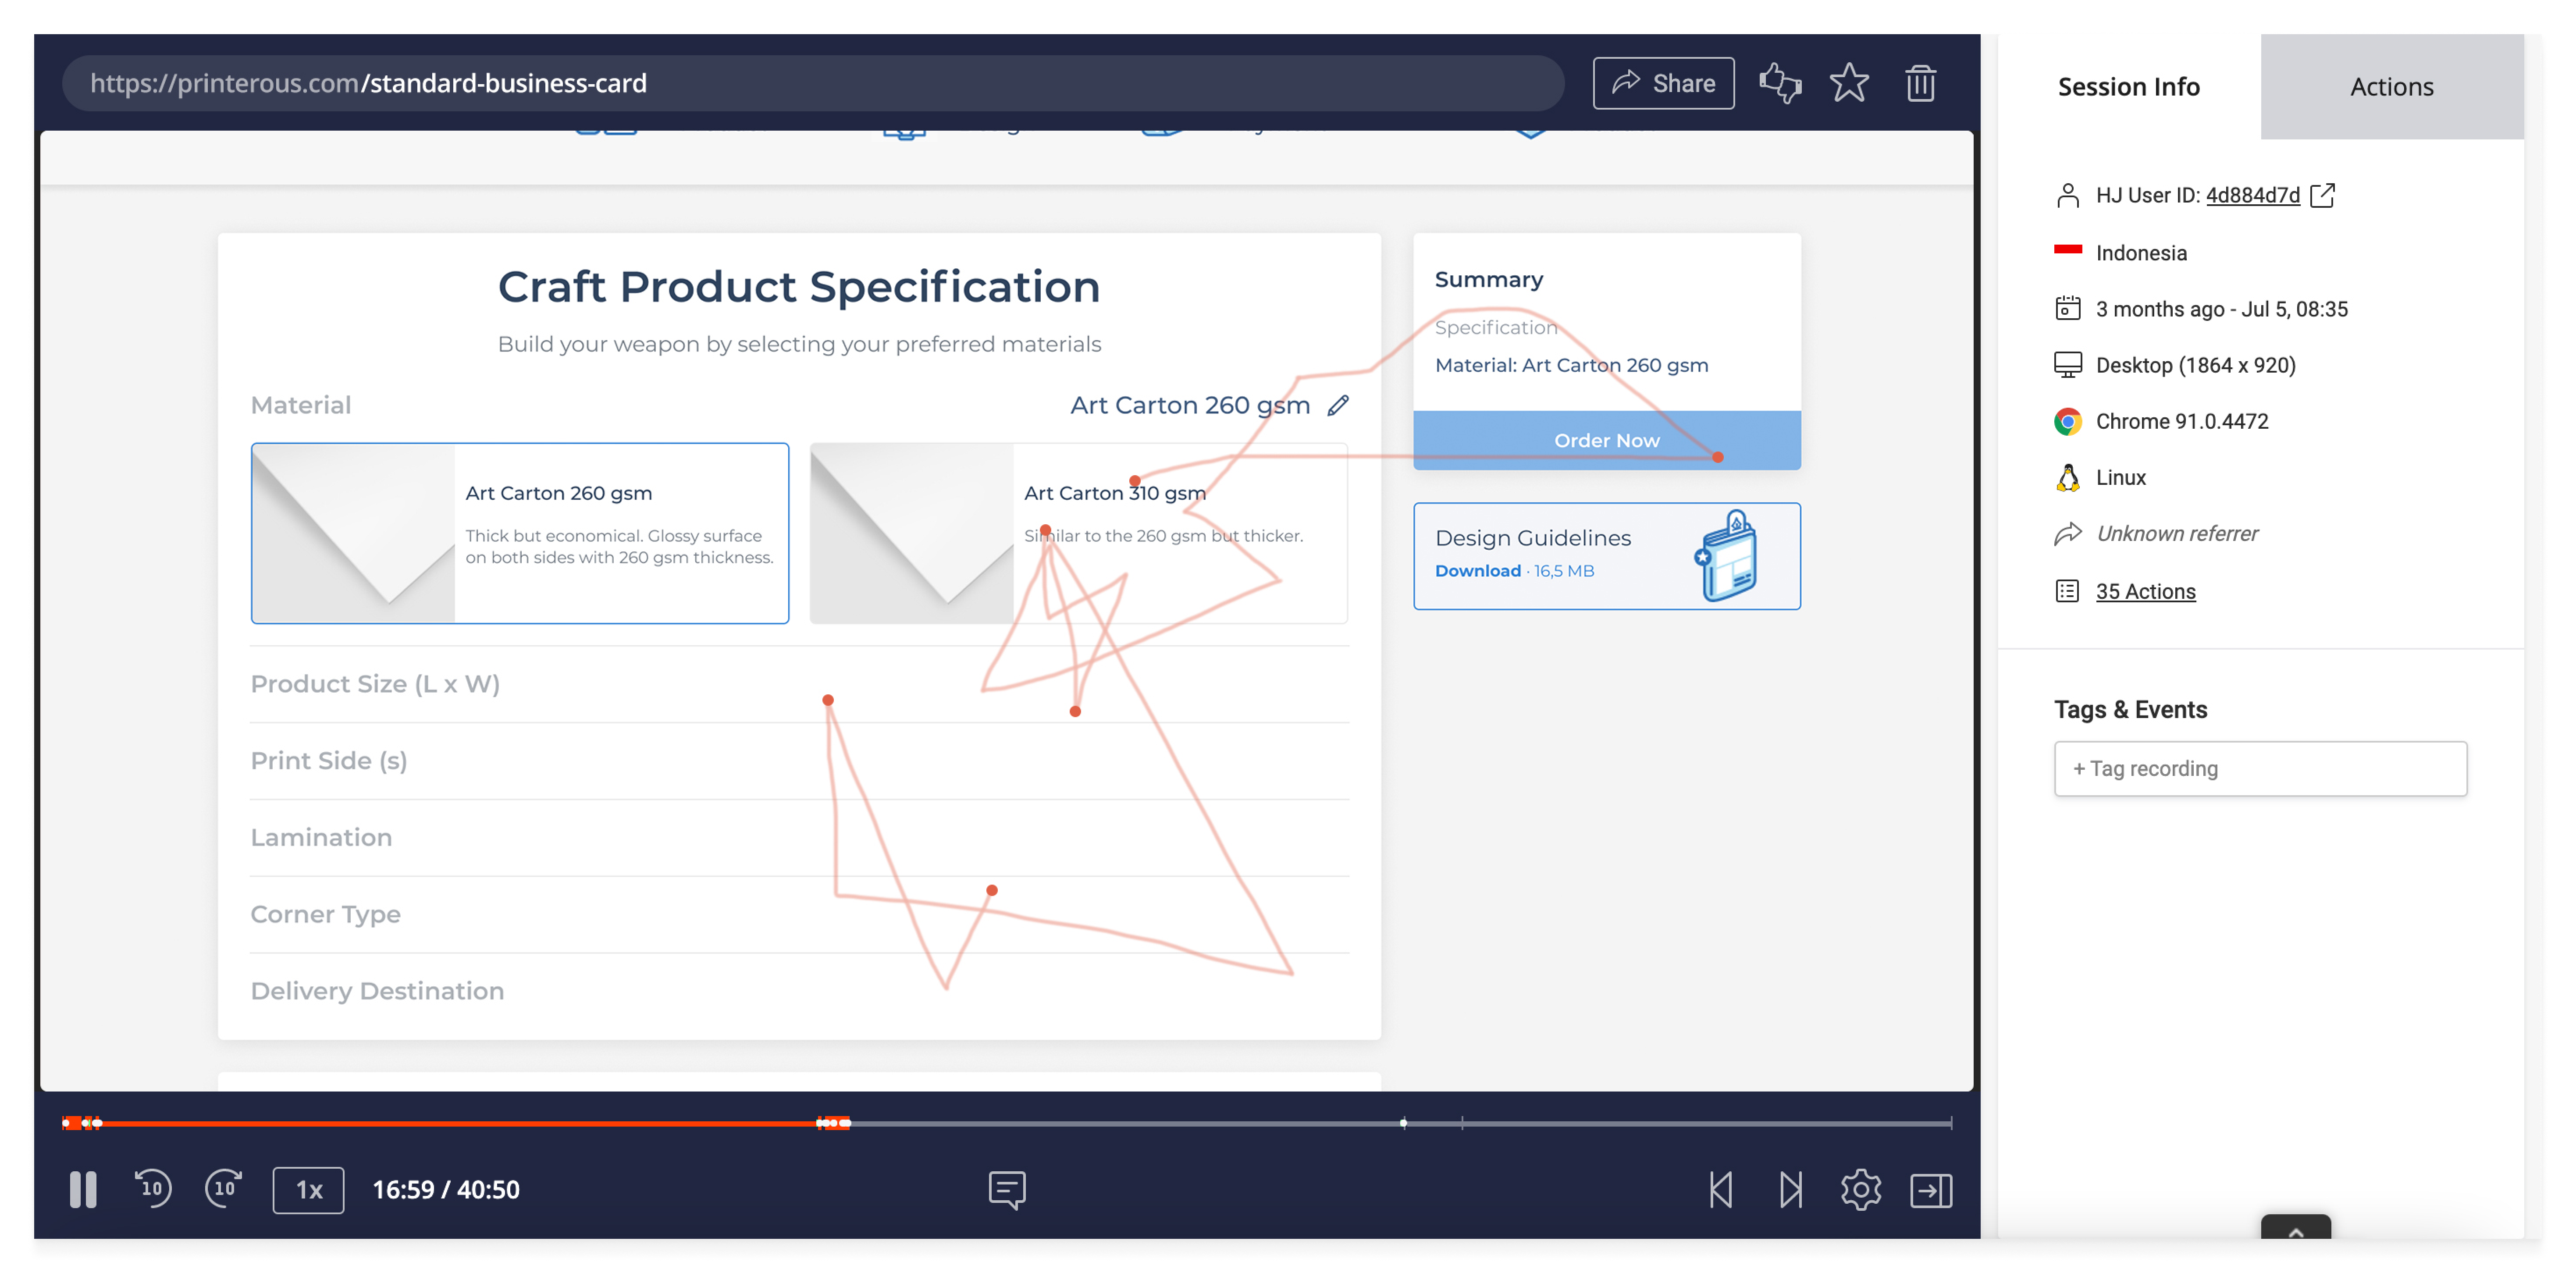 https://printerous.com/standard-business-card
Share
Craft Product Specification
Build your weapon by selecting your preferred materials
Material
Art Carton 260 gsm
Art Carton 260 gsm
Thick but economical. Glossy surface
on both sides with 260 gsm thickness.
Art Carton 310 gsm
Similar to the 260 gsm but thicker.
Product Size (L x W)
Print Side (s)
Lamination
Corner Type
Delivery Destination
Summary
Specification
Material: Art Carton 260 gsm
Order Now
Design Guidelines
Download · 16,5 MB
10
10
1x
16:59 / 40:50
Session Info
Actions
HJ User ID: 4d884d7d
Indonesia
3 months ago - Jul 5, 08:35
Desktop (1864 x 920)
Chrome 91.0.4472
Linux
Unknown referrer
35 Actions
Tags & Events
+ Tag recording